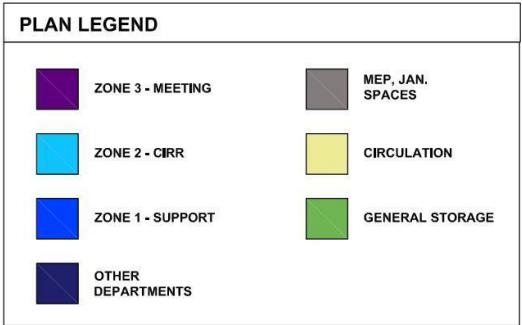 PLAN LEGEND
ZONE 3 - MEETING
ZONE 2 - CIRR
ZONE 1 - SUPPORT
OTHER
DEPARTMENTS
MEP, JAN.
SPACES
CIRCULATION
GENERAL STORAGE